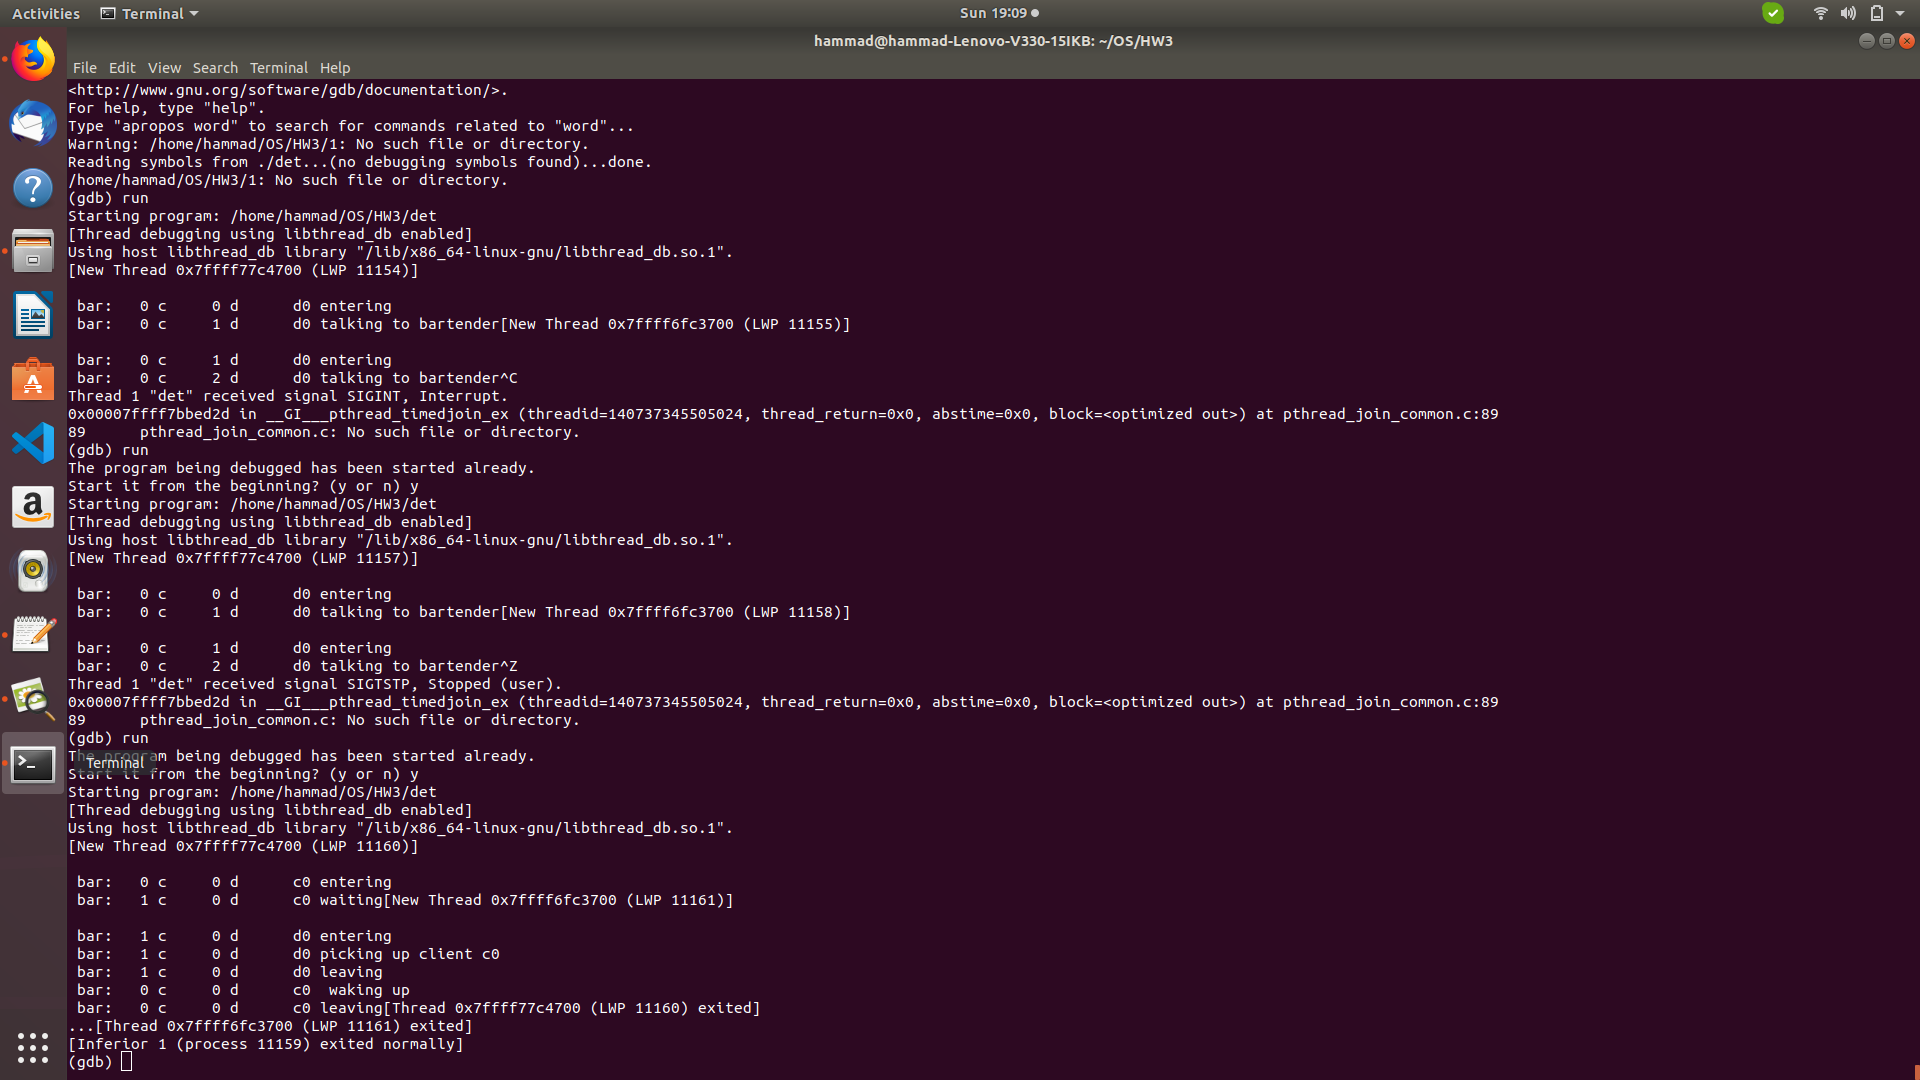 Activities Terminal Sun 19:09
hammad@hammad-Lenovo-V330-15IKB: ~/OS/HW3
File Edit View Search Terminal Help
<http://www.gnu.org/software/gdb/documentation/>.
For help, type "help".
Type "apropos word" to search for commands related to "word"...
Warning: /home/hammad/OS/HW3/1: No such file or directory.
Reading symbols from ./det...(no debugging symbols found)...done.
/home/hammad/OS/HW3/1: No such file or directory.
(gdb) run
Starting program: /home/hammad/OS/HW3/det
[Thread debugging using libthread_db enabled]
Using host libthread_db library "/lib/x86_64-linux-gnu/libthread_db.so.1".
[New Thread 0x7ffff77c4700 (LWP 11154)]
bar:   0 c     0 d      d0 entering
bar:   0 c     1 d      d0 talking to bartender[New Thread 0x7ffff6fc3700 (LWP 11155)]
bar:   0 c     1 d      d0 entering
bar:   0 c     2 d      d0 talking to bartender^C
Thread 1 "det" received signal SIGINT, Interrupt.
0x00007ffff7bbed2d in __GI___pthread_timedjoin_ex (threadid=140737345505024, thread_return=0x0, abstime=0x0, block=<optimized out>) at pthread_join_common.c:89
89      pthread_join_common.c: No such file or directory.
(gdb) run
The program being debugged has been started already.
Start it from the beginning? (y or n) y
Starting program: /home/hammad/OS/HW3/det
[Thread debugging using libthread_db enabled]
Using host libthread_db library "/lib/x86_64-linux-gnu/libthread_db.so.1".
[New Thread 0x7ffff77c4700 (LWP 11157)]
bar:   0 c     0 d      d0 entering
bar:   0 c     1 d      d0 talking to bartender[New Thread 0x7ffff6fc3700 (LWP 11158)]
bar:   0 c     1 d      d0 entering
bar:   0 c     2 d      d0 talking to bartender^Z
Thread 1 "det" received signal SIGTSTP, Stopped (user).
0x00007ffff7bbed2d in __GI___pthread_timedjoin_ex (threadid=140737345505024, thread_return=0x0, abstime=0x0, block=<optimized out>) at pthread_join_common.c:89
89      pthread_join_common.c: No such file or directory.
(gdb) run
The program being debugged has been started already.
Terminal
Start it from the beginning? (y or n) y
Starting program: /home/hammad/OS/HW3/det
[Thread debugging using libthread_db enabled]
Using host libthread_db library "/lib/x86_64-linux-gnu/libthread_db.so.1".
[New Thread 0x7ffff77c4700 (LWP 11160)]
bar:   0 c     0 d      c0 entering
bar:   1 c     0 d      c0 waiting[New Thread 0x7ffff6fc3700 (LWP 11161)]
bar:   1 c     0 d      d0 entering
bar:   1 c     0 d      d0 picking up client c0
bar:   1 c     0 d      d0 leaving
bar:   0 c     0 d      c0  waking up
bar:   0 c     0 d      c0 leaving[Thread 0x7ffff77c4700 (LWP 11160) exited]
...[Thread 0x7ffff6fc3700 (LWP 11161) exited]
[Inferior 1 (process 11159) exited normally]
(gdb)